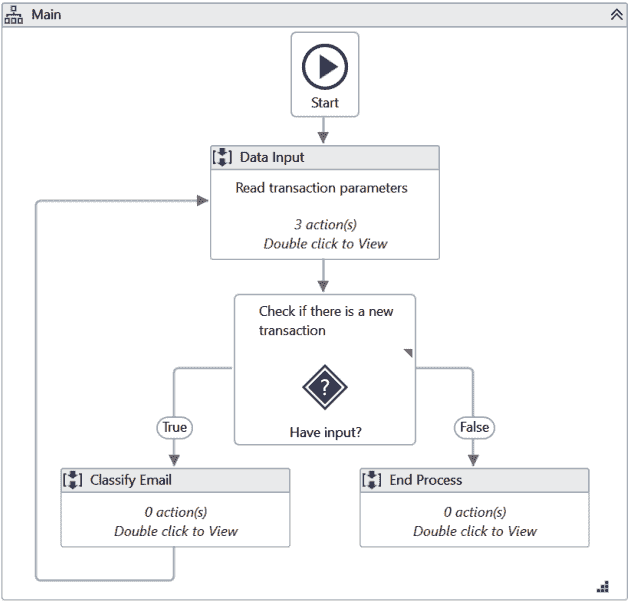 Main
Start
Data Input
Read transaction parameters
3 action(s)
Double click to View
Check if there is a new
transaction
?
Have input?
True
False
Classify Email
0 action(s)
Double click to View
End Process
0 action(s)
Double click to View